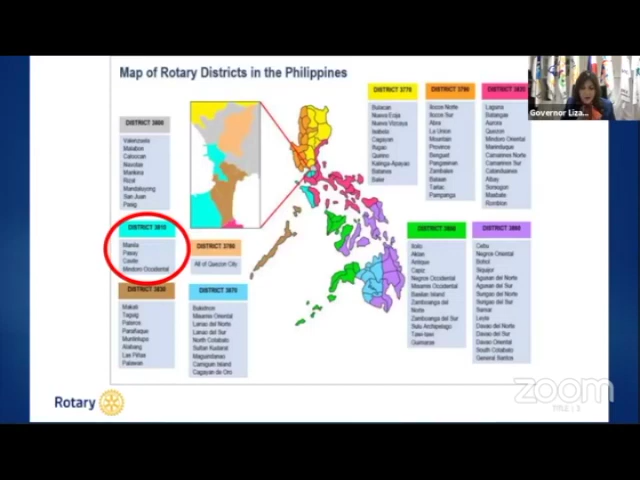 Map of Rotary Districts in the Philippines
Governor Liza...
DISTRICT 3800
Valenzuela
Malabon
Caloocan
Navotas
Marikina
Rizal
Mandaluyong
San Juan
Pasig
DISTRICT 3810
Manila
Pasay
Cavite
Mindoro Occidental
DISTRICT 3830
Makati
Taguig
Pateros
Parañaque
Muntinlupa
Alabang
Las Piñas
Palawan
DISTRICT 3780
All of Quezon City
DISTRICT 3870
Bukidnon
Misamis Oriental
Lanao del Norte
Lanao del Sur
North Cotabato
Sultan Kudarat
Maguindanao
Camiguin Island
Cagayan de Oro
DISTRICT 3770
Bulacan
Nueva Ecija
Nueva Vizcaya
Isabela
Cagayan
Ifugao
Quirino
Kalinga-Apayao
Batanes
DISTRICT 3790
Ilocos Norte
Ilocos Sur
Abra
La Union
Mountain
Province
Benguet
Pangasinan
Zambales
Bataan
Tarlac
Pampanga
DISTRICT 3820
Laguna
Batangas
Aurora
Quezon
Mindoro Oriental
Marinduque
Camarines Norte
Camarines Sur
Catanduanes
Albay
Sorsogon
Masbate
Romblon
DISTRICT 3850
Iloilo
Aklan
Antique
Capiz
Negros Occidental
Misamis Occidental
Basilan Island
Zamboanga del
Norte
Zamboanga del Sur
Sulu Archipelago
Tawi-tawi
Guimaras
DISTRICT 3860
Cebu
Negros Oriental
Bohol
Siquijor
Agusan del Norte
Agusan del Sur
Surigao del Norte
Surigao del Sur
Samar
Leyte
Davao del Norte
Davao del Sur
Davao Oriental
South Cotabato
General Santos
Rotary
zoom